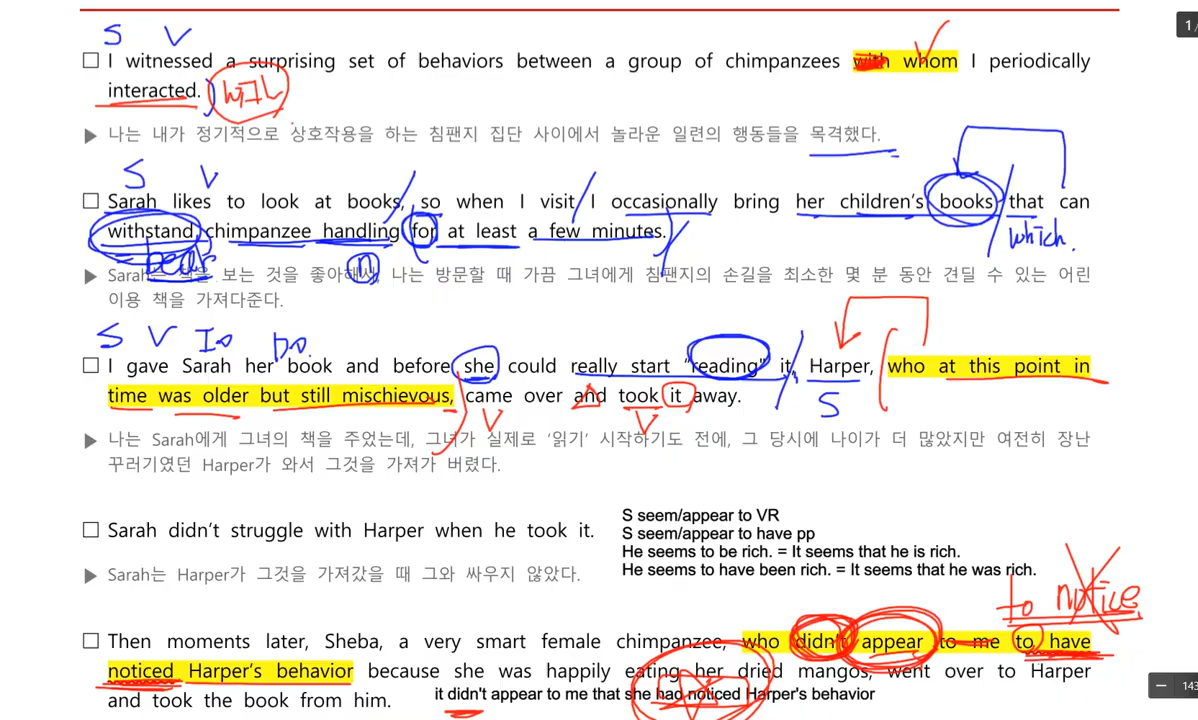 S V
1/
□ I witnessed a surprising set of behaviors between a group of chimpanzees with whom I periodically
interacted.
▶ 나는 내가 정기적으로 상호작용을 하는 침팬지 집단 사이에서 놀라운 일련의 행동들을 목격했다.
S V
□ Sarah likes to look at books, so when I visit I occasionally bring her children's books that can
withstand chimpanzee handling for at least a few minutes.
which.
bear
n
▶ Sarah는 책을 보는 것을 좋아해서, 나는 방문할 때 가끔 그녀에게 침팬지의 손길을 최소한 몇 분 동안 견딜 수 있는 어린
이용 책을 가져다준다.
S V Io Do.
□ I gave Sarah her book and before she could really start "reading" it, Harper, who at this point in
time was older but still mischievous, came over and took it away.
S
V V
▶ 나는 Sarah에게 그녀의 책을 주었는데, 그녀가 실제로 '읽기' 시작하기도 전에, 그 당시에 나이가 더 많았지만 여전히 장난
꾸러기였던 Harper가 와서 그것을 가져가 버렸다.
□ Sarah didn't struggle with Harper when he took it.
▶ Sarah는 Harper가 그것을 가져갔을 때 그와 싸우지 않았다.
S seem/appear to VR
S seem/appear to have pp
He seems to be rich. = It seems that he is rich.
He seems to have been rich. = It seems that he was rich.
to notice
□ Then moments later, Sheba, a very smart female chimpanzee, who didn't appear to me to have
noticed Harper's behavior because she was happily eating her dried mangos, went over to Harper
and took the book from him.
it didn't appear to me that she had noticed Harper's behavior
143